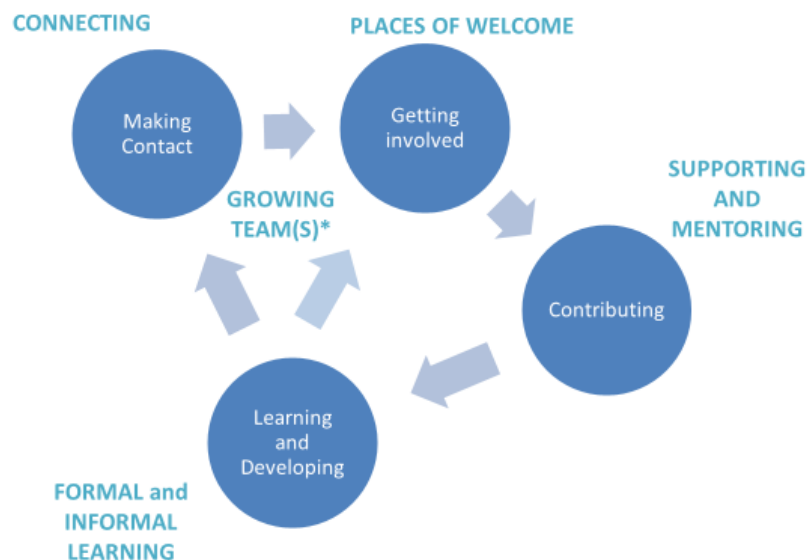 CONNECTING
PLACES OF WELCOME
Making
Contact
Getting
involved
GROWING
TEAM(S)*
SUPPORTING
AND
MENTORING
Contributing
Learning
and
Developing
FORMAL and
INFORMAL
LEARNING